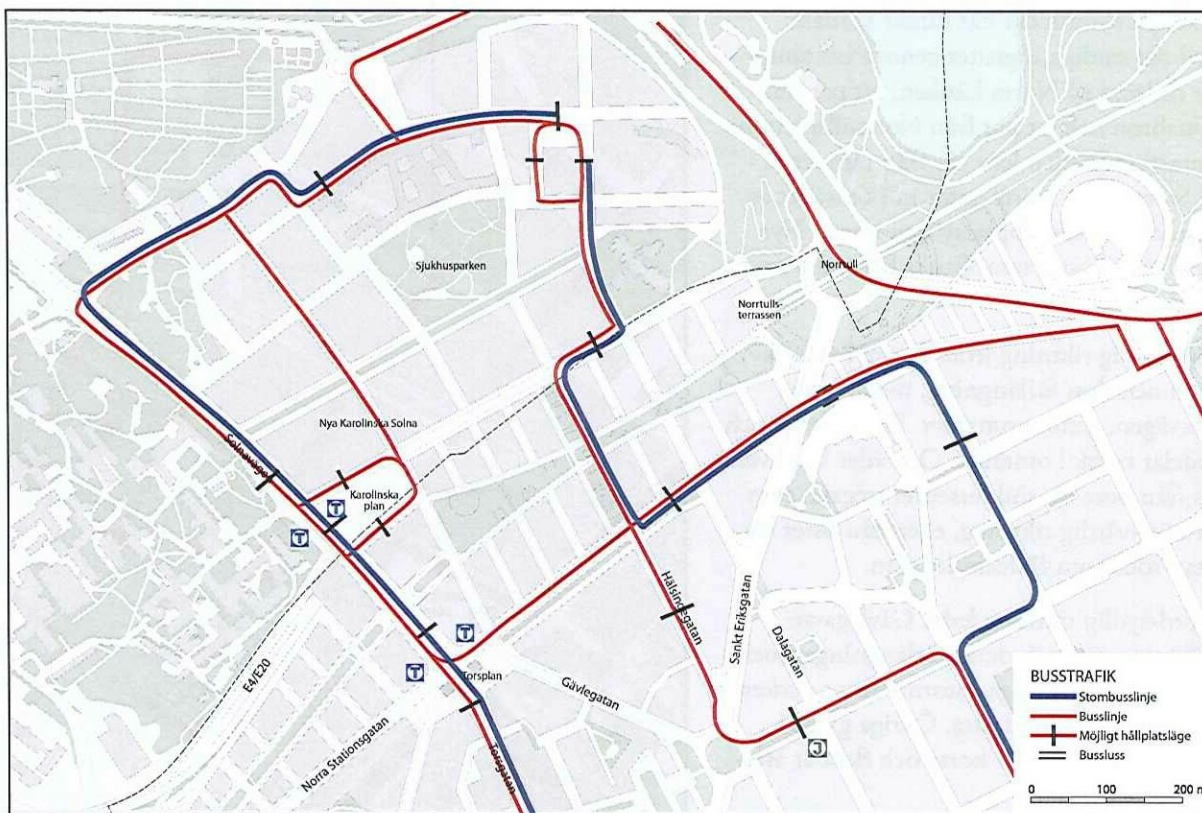 Sjukhusparken
Norrtull
Norrtulls-
terrassen
Nya Karolinska Solna
Solnavägen
Karolinska
plan
T
T
T
T
E4/E20
Torsplan
Norra Stationsgatan
Torsgatan
Gävlegatan
Hälsingegatan
Sankt Eriksgatan
Dalagatan
J
BUSSTRAFIK
Stombusslinje
Busslinje
Möjligt hållplatsläge
Bussluss
0 100 200 m